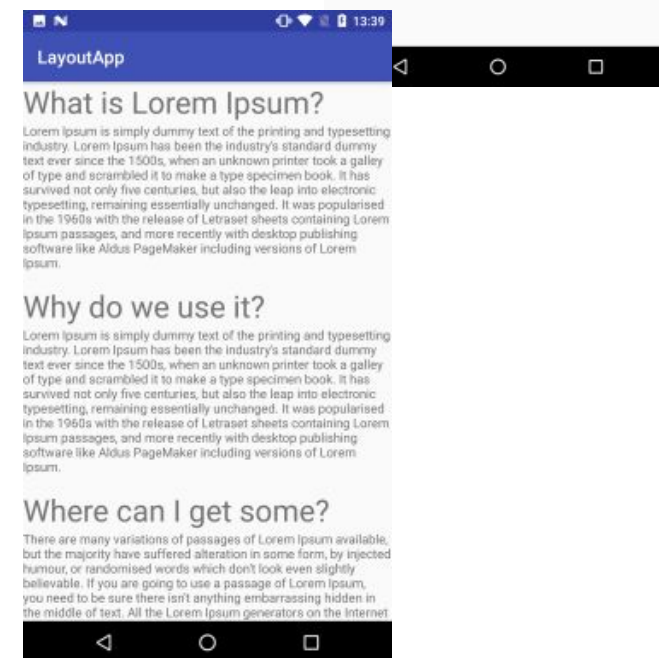 13:39
LayoutApp
What is Lorem Ipsum?
Lorem Ipsum is simply dummy text of the printing and typesetting
industry. Lorem Ipsum has been the industry's standard dummy
text ever since the 1500s, when an unknown printer took a galley
of type and scrambled it to make a type specimen book. It has
survived not only five centuries, but also the leap into electronic
typesetting, remaining essentially unchanged. It was popularised
in the 1960s with the release of Letraset sheets containing Lorem
Ipsum passages, and more recently with desktop publishing
software like Aldus PageMaker including versions of Lorem
Ipsum.
Why do we use it?
Lorem Ipsum is simply dummy text of the printing and typesetting
industry. Lorem Ipsum has been the industry's standard dummy
text ever since the 1500s, when an unknown printer took a galley
of type and scrambled it to make a type specimen book. It has
survived not only five centuries, but also the leap into electronic
typesetting, remaining essentially unchanged. It was popularised
in the 1960s with the release of Letraset sheets containing Lorem
Ipsum passages, and more recently with desktop publishing
software like Aldus PageMaker including versions of Lorem
Ipsum.
Where can I get some?
There are many variations of passages of Lorem Ipsum available,
but the majority have suffered alteration in some form, by injected
humour, or randomised words which don't look even slightly
believable. If you are going to use a passage of Lorem Ipsum,
you need to be sure there isn't anything embarrassing hidden in
the middle of text. All the Lorem Ipsum generators on the Internet